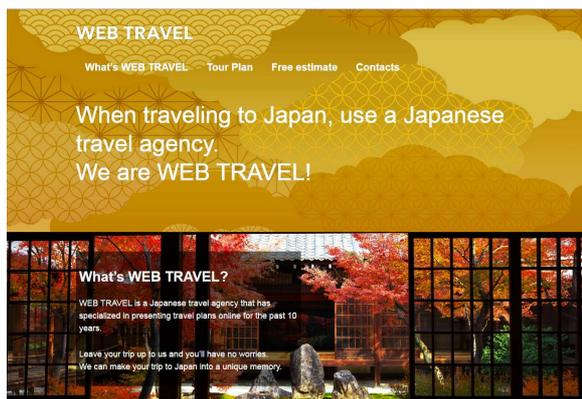 WEB TRAVEL
What's WEB TRAVEL Tour Plan Free estimate Contacts
When traveling to Japan, use a Japanese
travel agency.
We are WEB TRAVEL!
What's WEB TRAVEL?
WEB TRAVEL is a Japanese travel agency that has
specialized in presenting travel plans online for the past 10
years.
Leave your trip up to us and you'll have no worries.
We can make your trip to Japan into a unique memory.